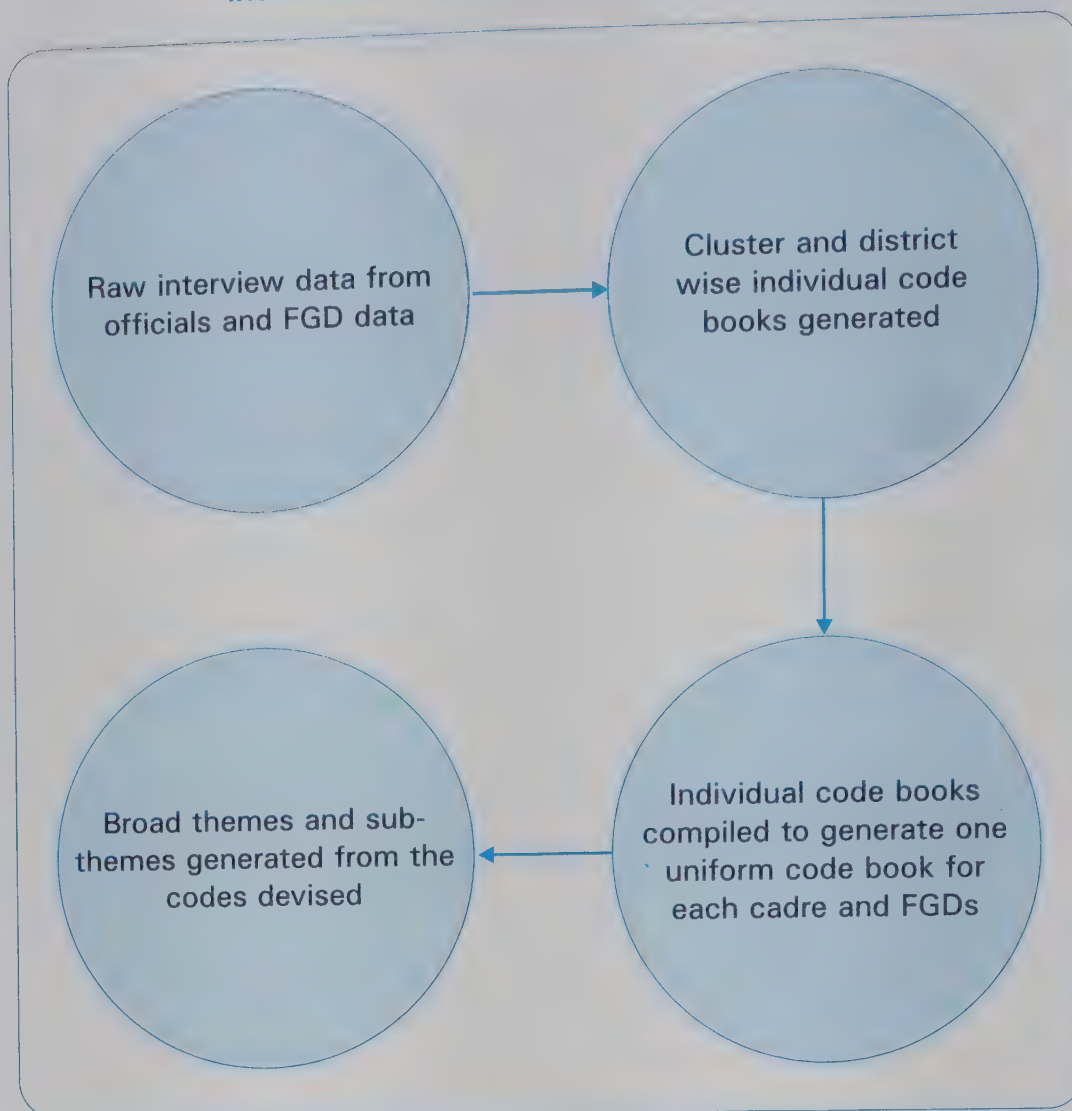 Raw interview data from
officials and FGD data
Cluster and district
wise individual code
books generated
Individual code books
compiled to generate one
uniform code book for
each cadre and FGDs
Broad themes and sub-
themes generated from the
codes devised